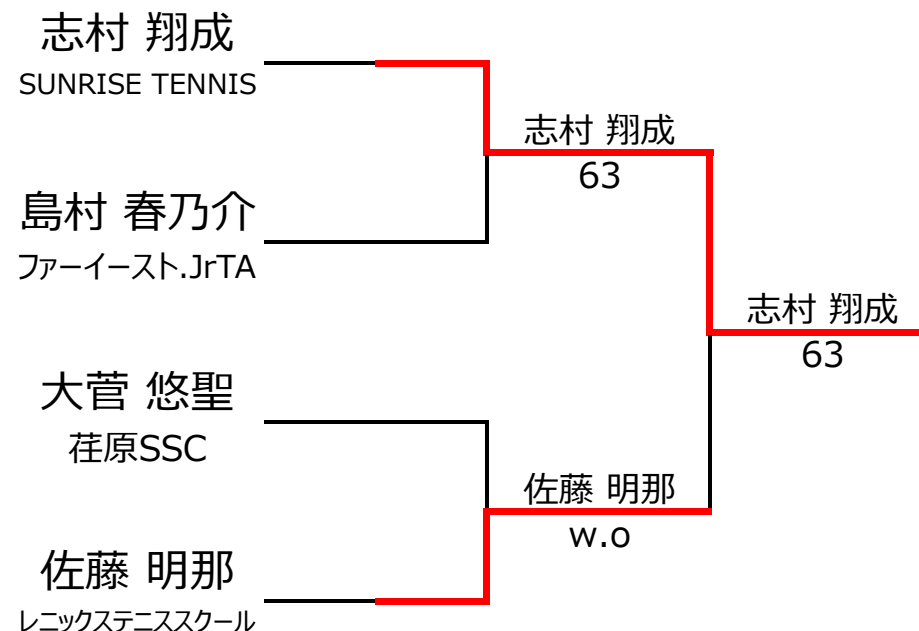 志村 翔成
SUNRISE TENNIS
志村 翔成
63
島村 春乃介
ファーイースト.JrTA
志村 翔成
63
大菅 悠聖
荏原SSC
佐藤 明那
w.o
佐藤 明那
レニックステニススクール